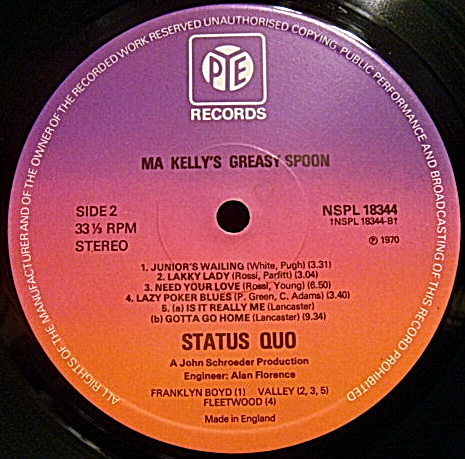 ALL RIGHTS OF THE MANUFACTURER AND OF THE OWNER OF THE RECORDED WORK RESERVED UNAUTHORISED COPYING, PUBLIC PERFORMANCE AND BROADCASTING OF THIS RECORD PROHIBITED
PYE
RECORDS
MA KELLY'S GREASY SPOON
SIDE 2
33⅓ RPM
STEREO
NSPL 18344
†NSPL 18344-B†
℗ 1970
1. JUNIOR'S WAILING (White, Pugh) (3.31)
2. LAKKY LADY (Rossi, Parfitt) (3.04)
3. NEED YOUR LOVE (Rossi, Young) (6.50)
4. LAZY POKER BLUES (P. Green, C. Adams) (3.40)
5. (a) IS IT REALLY ME (Lancaster)
(b) GOTTA GO HOME (Lancaster) (9.34)
STATUS QUO
A John Schroeder Production
Engineer: Alan Florence
FRANKLYN BOYD (1) VALLEY (2, 3, 5)
FLEETWOOD (4)
Made in England